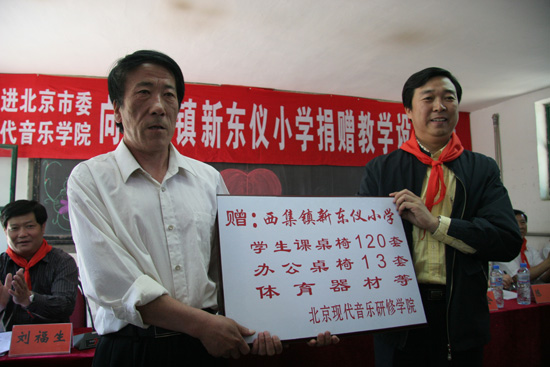 进北京市委
代音乐学院
向 镇新东仪小学捐赠教学设
赠：西集镇新东仪小学
学生课桌椅120套
办公桌椅13套
体育器材等
北京现代音乐研修学院
刘福生